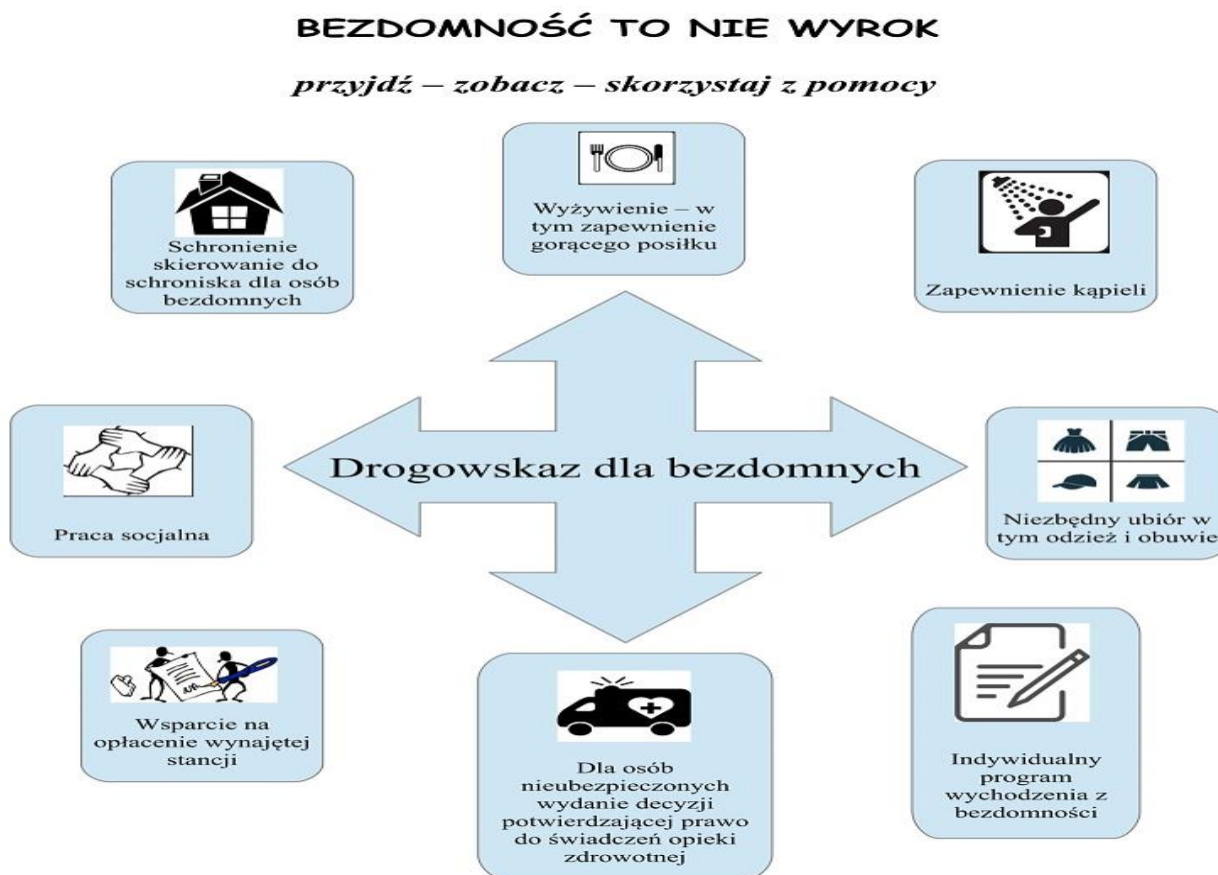 BEZDOMNOŚĆ TO NIE WYROK
przyjdź – zobacz – skorzystaj z pomocy
Schronienie
skierowanie do
schroniska dla osób
bezdomnych
Wyżywienie – w
tym zapewnienie
gorącego posiłku
Zapewnienie kąpieli
Praca socjalna
Drogowskaz dla bezdomnych
Niezbędny ubiór w
tym odzież i obuwie
Wsparcie na
opłacenie wynajętej
stancji
Dla osób
nieubezpieczonych
wydanie decyzji
potwierdzającej prawo
do świadczeń opieki
zdrowotnej
Indywidualny
program
wychodzenia z
bezdomności